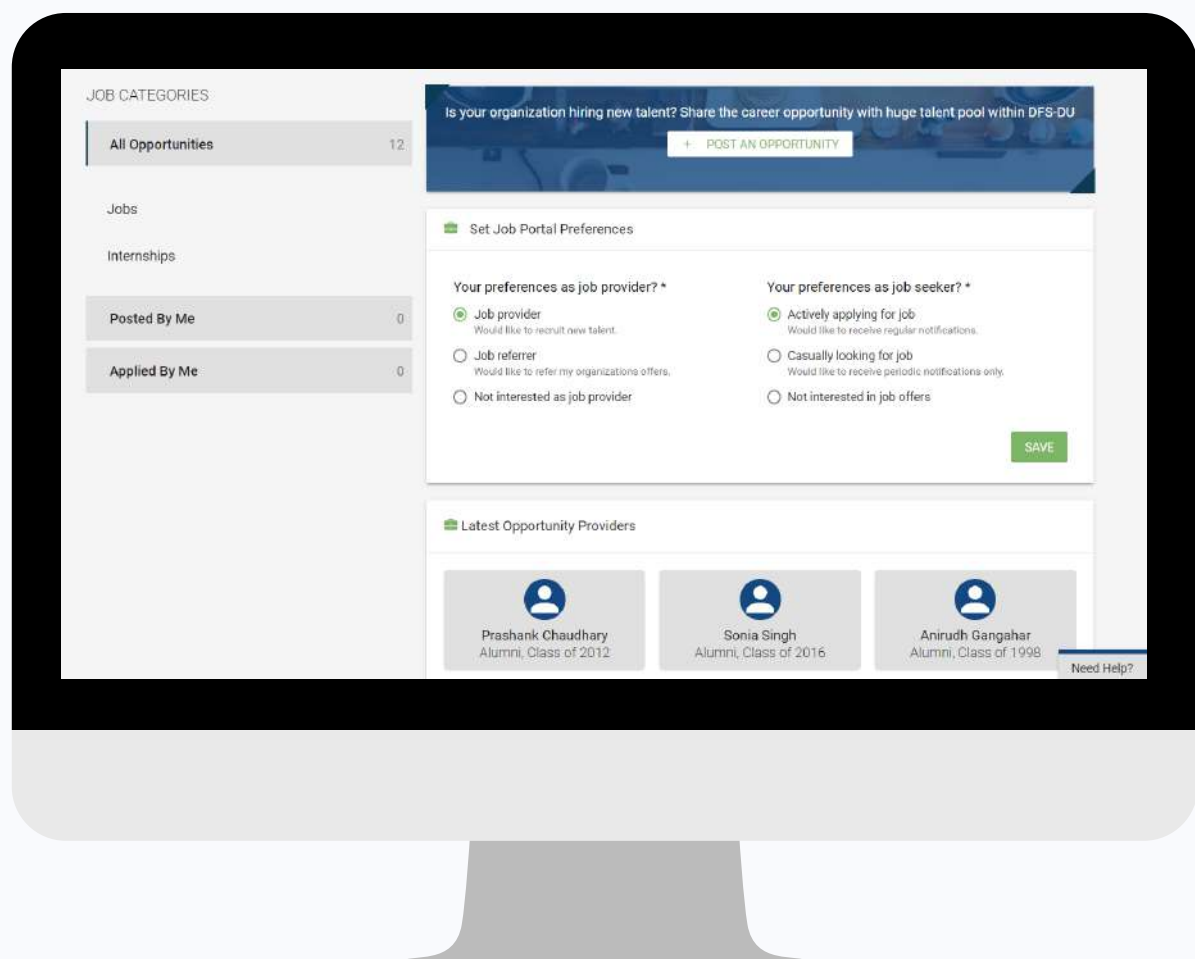 JOB CATEGORIES
All Opportunities 12
Jobs
Internships
Posted By Me 0
Applied By Me 0
Is your organization hiring new talent? Share the career opportunity with huge talent pool within DFS-DU
+ POST AN OPPORTUNITY
Set Job Portal Preferences
Your preferences as job provider? *
Job provider
Would like to recruit new talent.
Job referrer
Would like to refer my organizations offers.
Not interested as job provider
Your preferences as job seeker? *
Actively applying for job
Would like to receive regular notifications.
Casually looking for job
Would like to receive periodic notifications only.
Not interested in job offers
SAVE
Latest Opportunity Providers
Prashank Chaudhary
Alumni, Class of 2012
Sonia Singh
Alumni, Class of 2016
Anirudh Gangahar
Alumni, Class of 1998
Need Help?